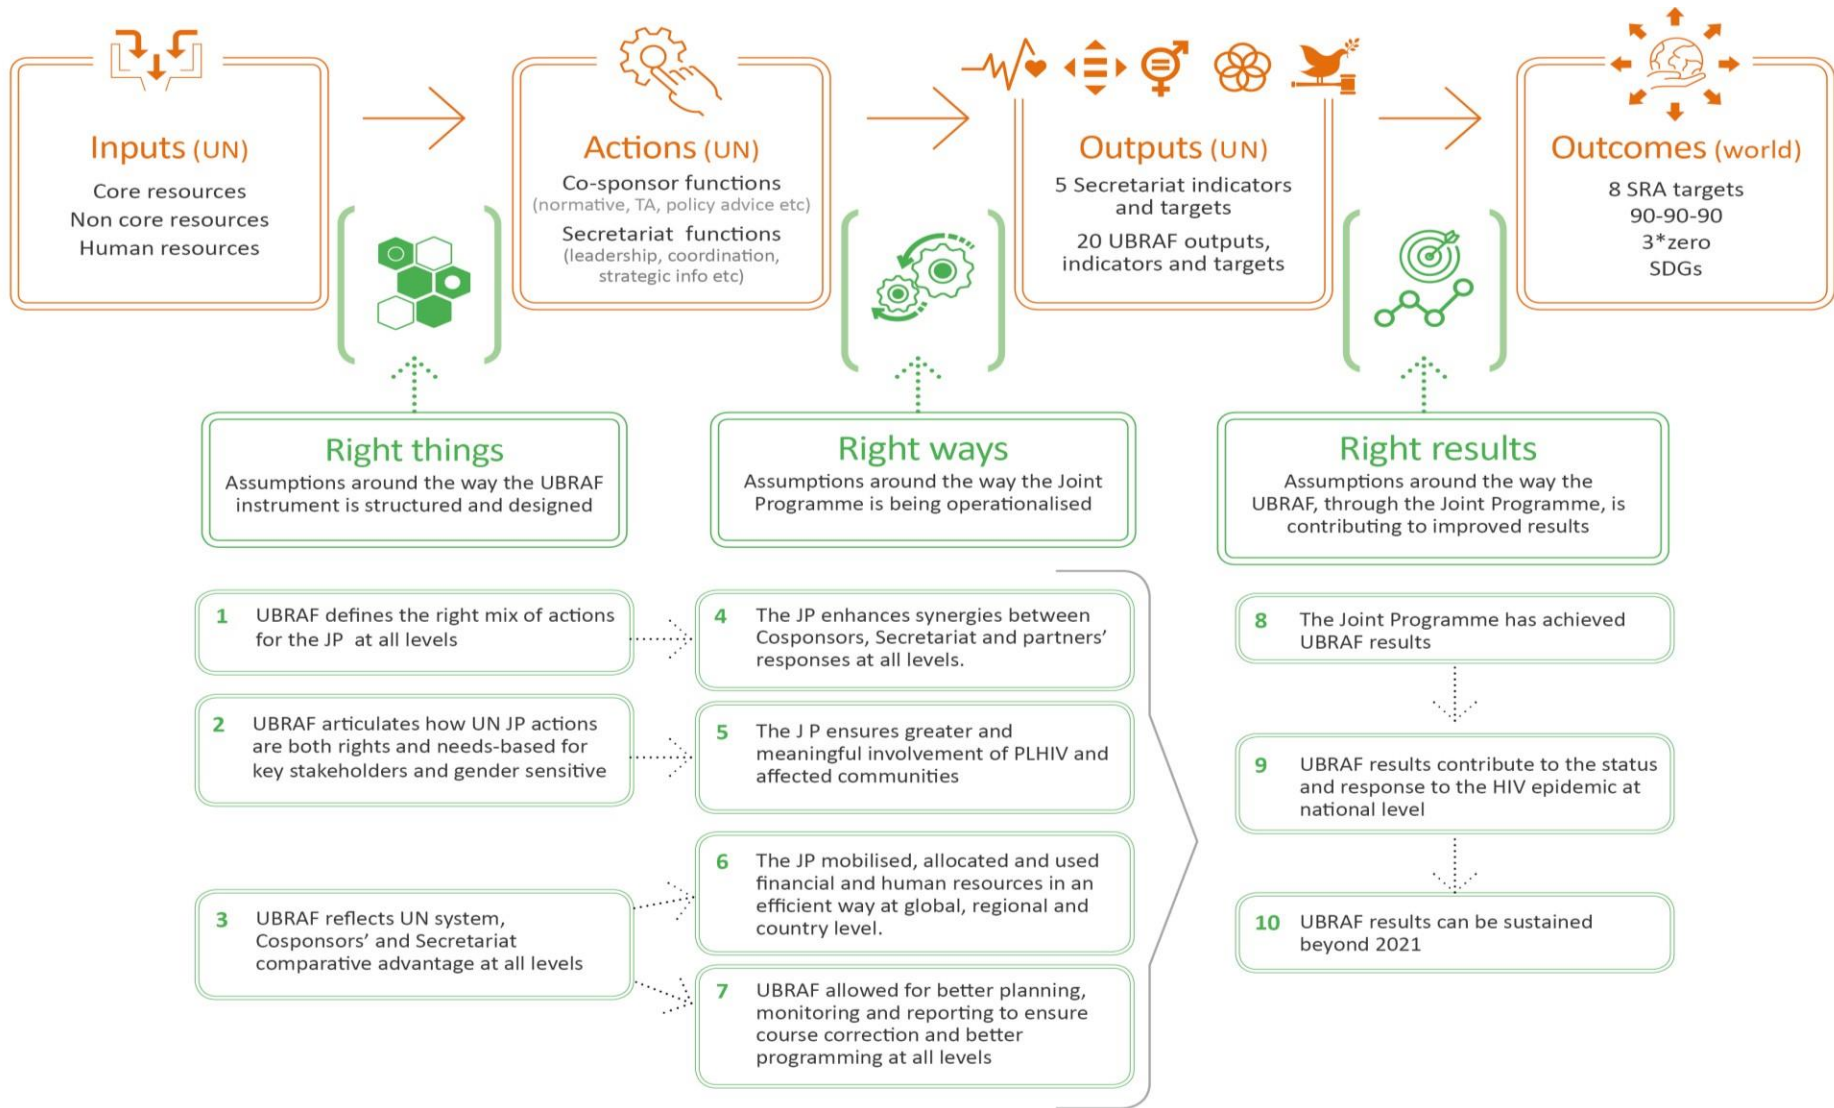 Inputs (UN)
Core resources
Non core resources
Human resources
Actions (UN)
Co-sponsor functions
(normative, TA, policy advice etc)
Secretariat functions
(leadership, coordination,
strategic info etc)
Outputs (UN)
5 Secretariat indicators
and targets
20 UBRAF outputs,
indicators and targets
Outcomes (world)
8 SRA targets
90-90-90
3*zero
SDGs
Right things
Assumptions around the way the UBRAF
instrument is structured and designed
Right ways
Assumptions around the way the Joint
Programme is being operationalised
Right results
Assumptions around the way the
UBRAF, through the Joint Programme, is
contributing to improved results
1 UBRAF defines the right mix of actions
for the JP at all levels
2 UBRAF articulates how UN JP actions
are both rights and needs-based for
key stakeholders and gender sensitive
3 UBRAF reflects UN system,
Cosponsors' and Secretariat
comparative advantage at all levels
4 The JP enhances synergies between
Cosponsors, Secretariat and partners'
responses at all levels.
5 The J P ensures greater and
meaningful involvement of PLHIV and
affected communities
6 The JP mobilised, allocated and used
financial and human resources in an
efficient way at global, regional and
country level.
7 UBRAF allowed for better planning,
monitoring and reporting to ensure
course correction and better
programming at all levels
8 The Joint Programme has achieved
UBRAF results
9 UBRAF results contribute to the status
and response to the HIV epidemic at
national level
10 UBRAF results can be sustained
beyond 2021